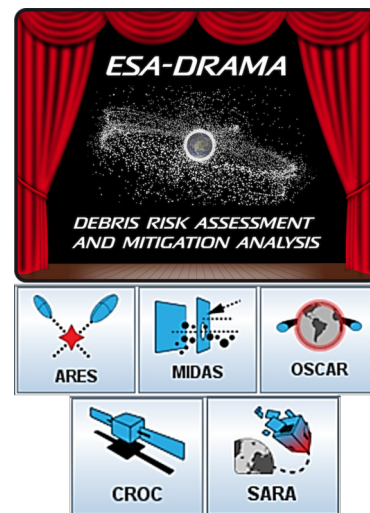 ESA-DRAMA
DEBRIS RISK ASSESSMENT
AND MITIGATION ANALYSIS
ARES
MIDAS
OSCAR
CROC
SARA